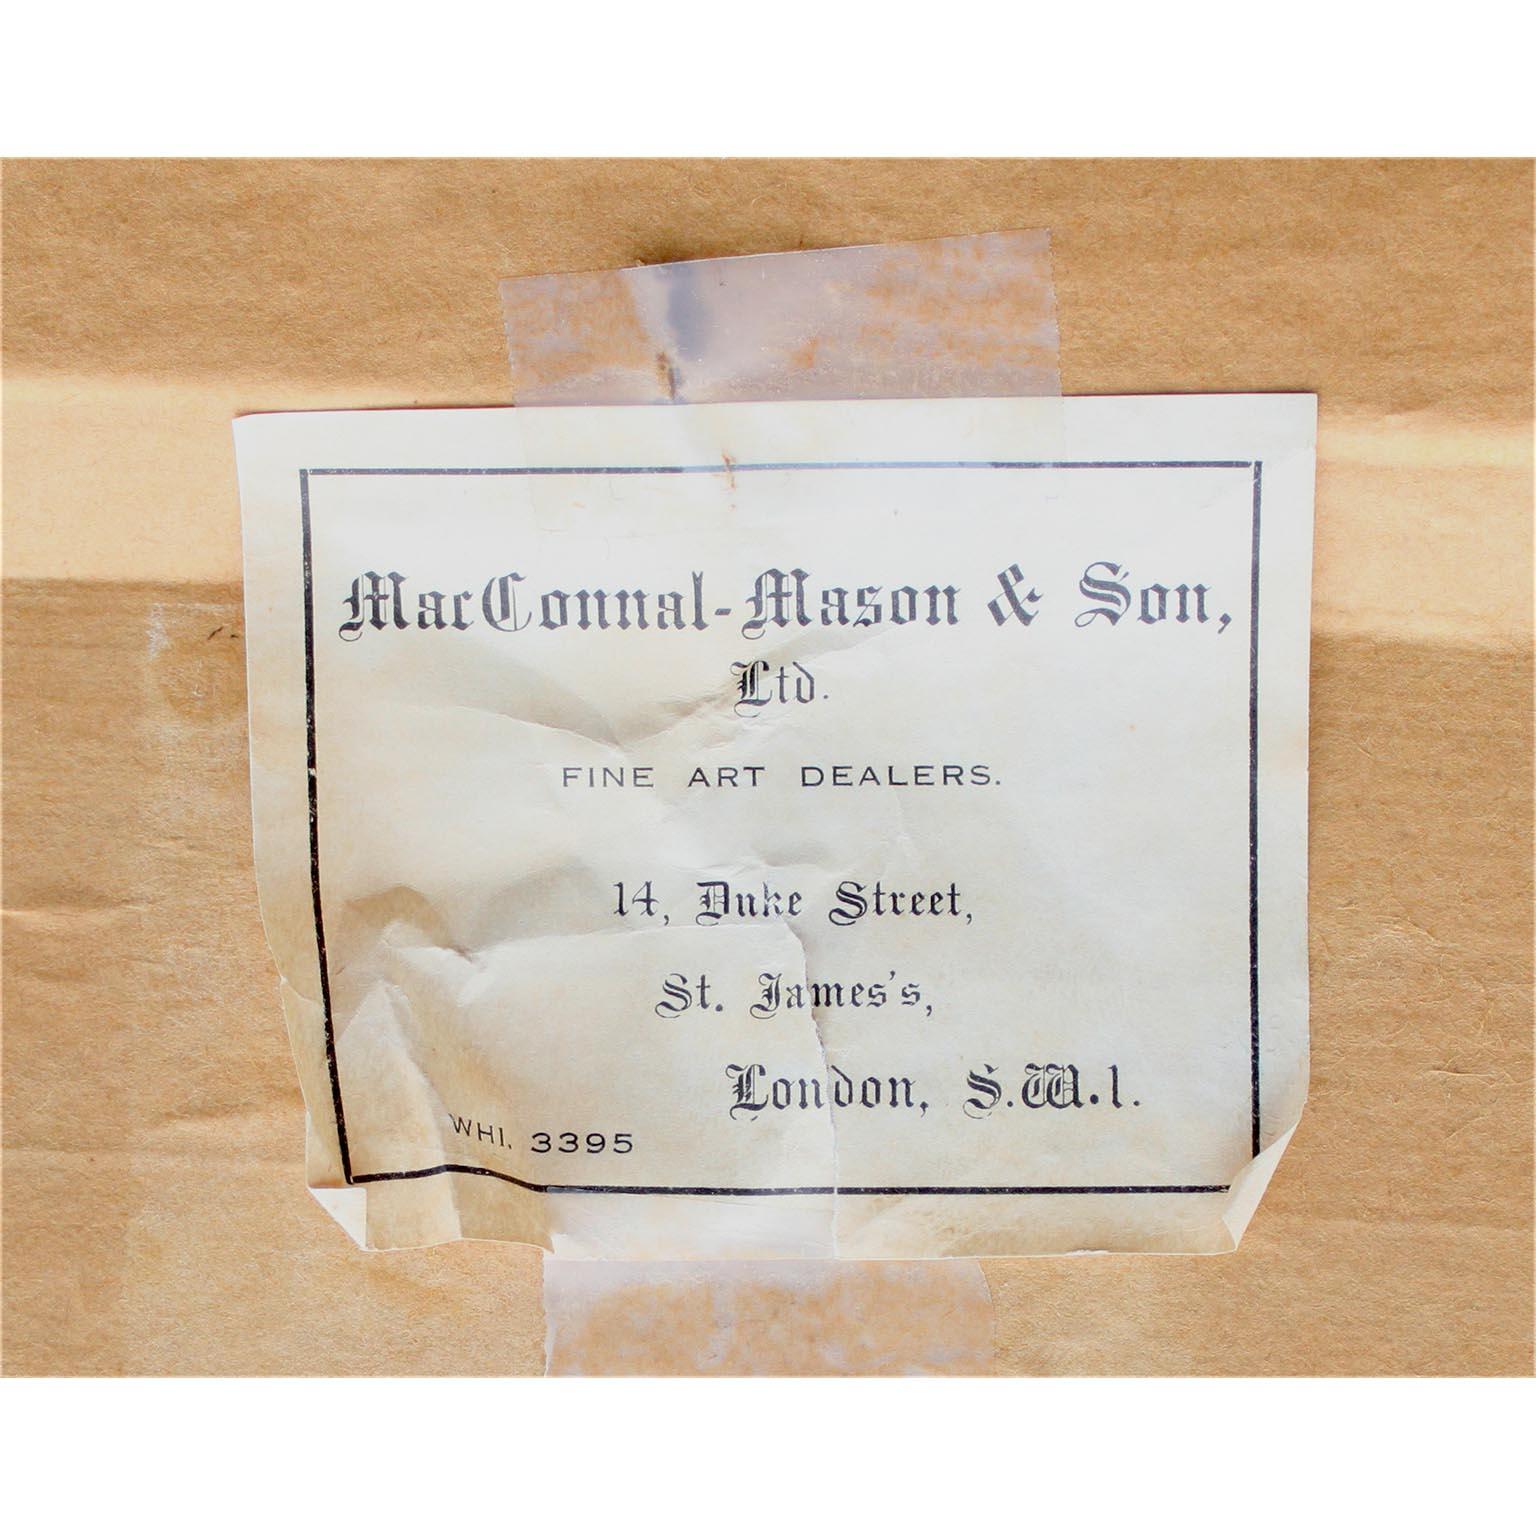 MacConnal-Mason & Son,
Ltd.
FINE ART DEALERS.
14, Duke Street,
St. James's,
London, S.W.1.
WHI. 3395